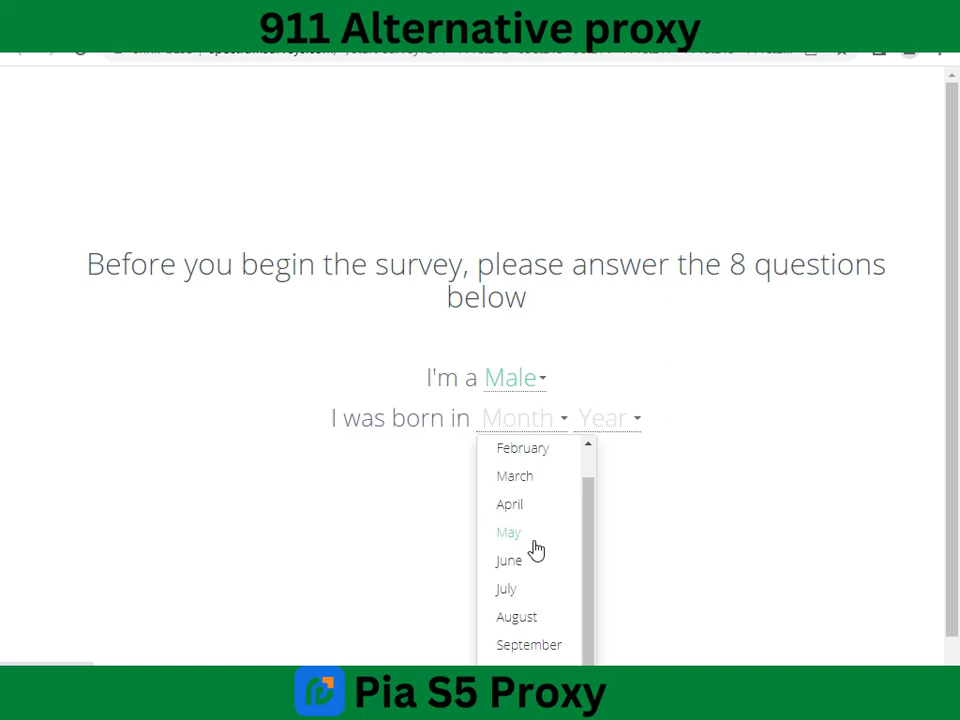 911 Alternative proxy
Before you begin the survey, please answer the 8 questions
below
I'm a Male
I was born in Month Year
February
March
April
May
June
July
August
September
Pia S5 Proxy